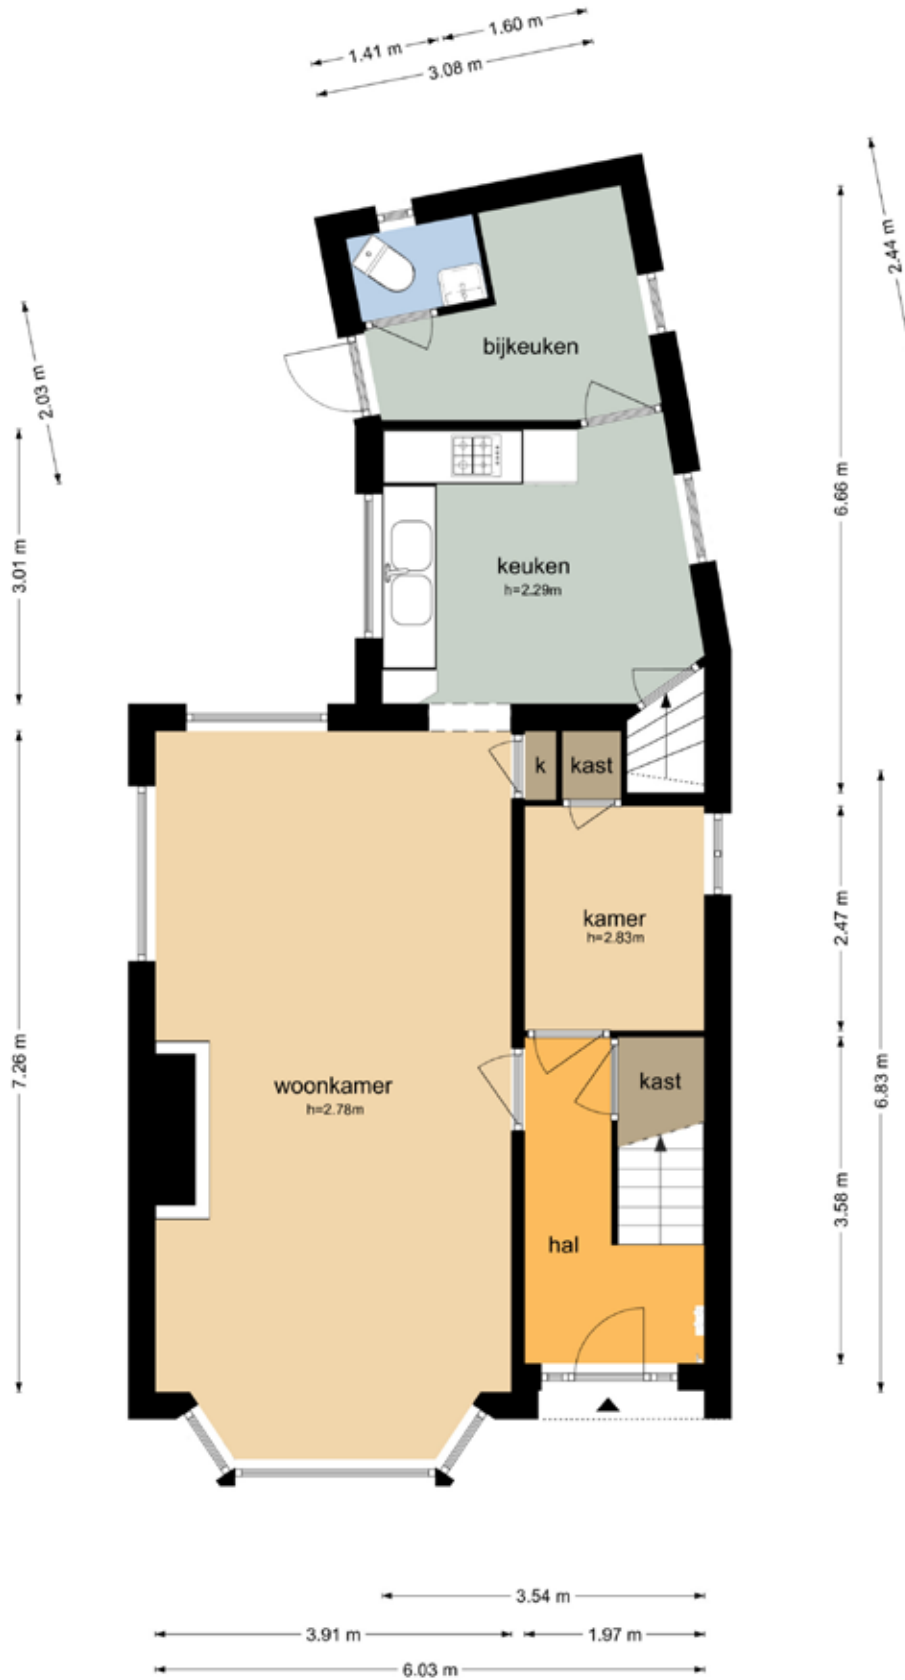 1.41 m
1.60 m
3.08 m
2.44 m
2.03 m
bijkeuken
6.66 m
3.01 m
keuken
h=2.29m
k
kast
kamer
h=2.83m
2.47 m
7.26 m
woonkamer
h=2.78m
kast
6.83 m
3.58 m
hal
3.54 m
3.91 m
1.97 m
6.03 m